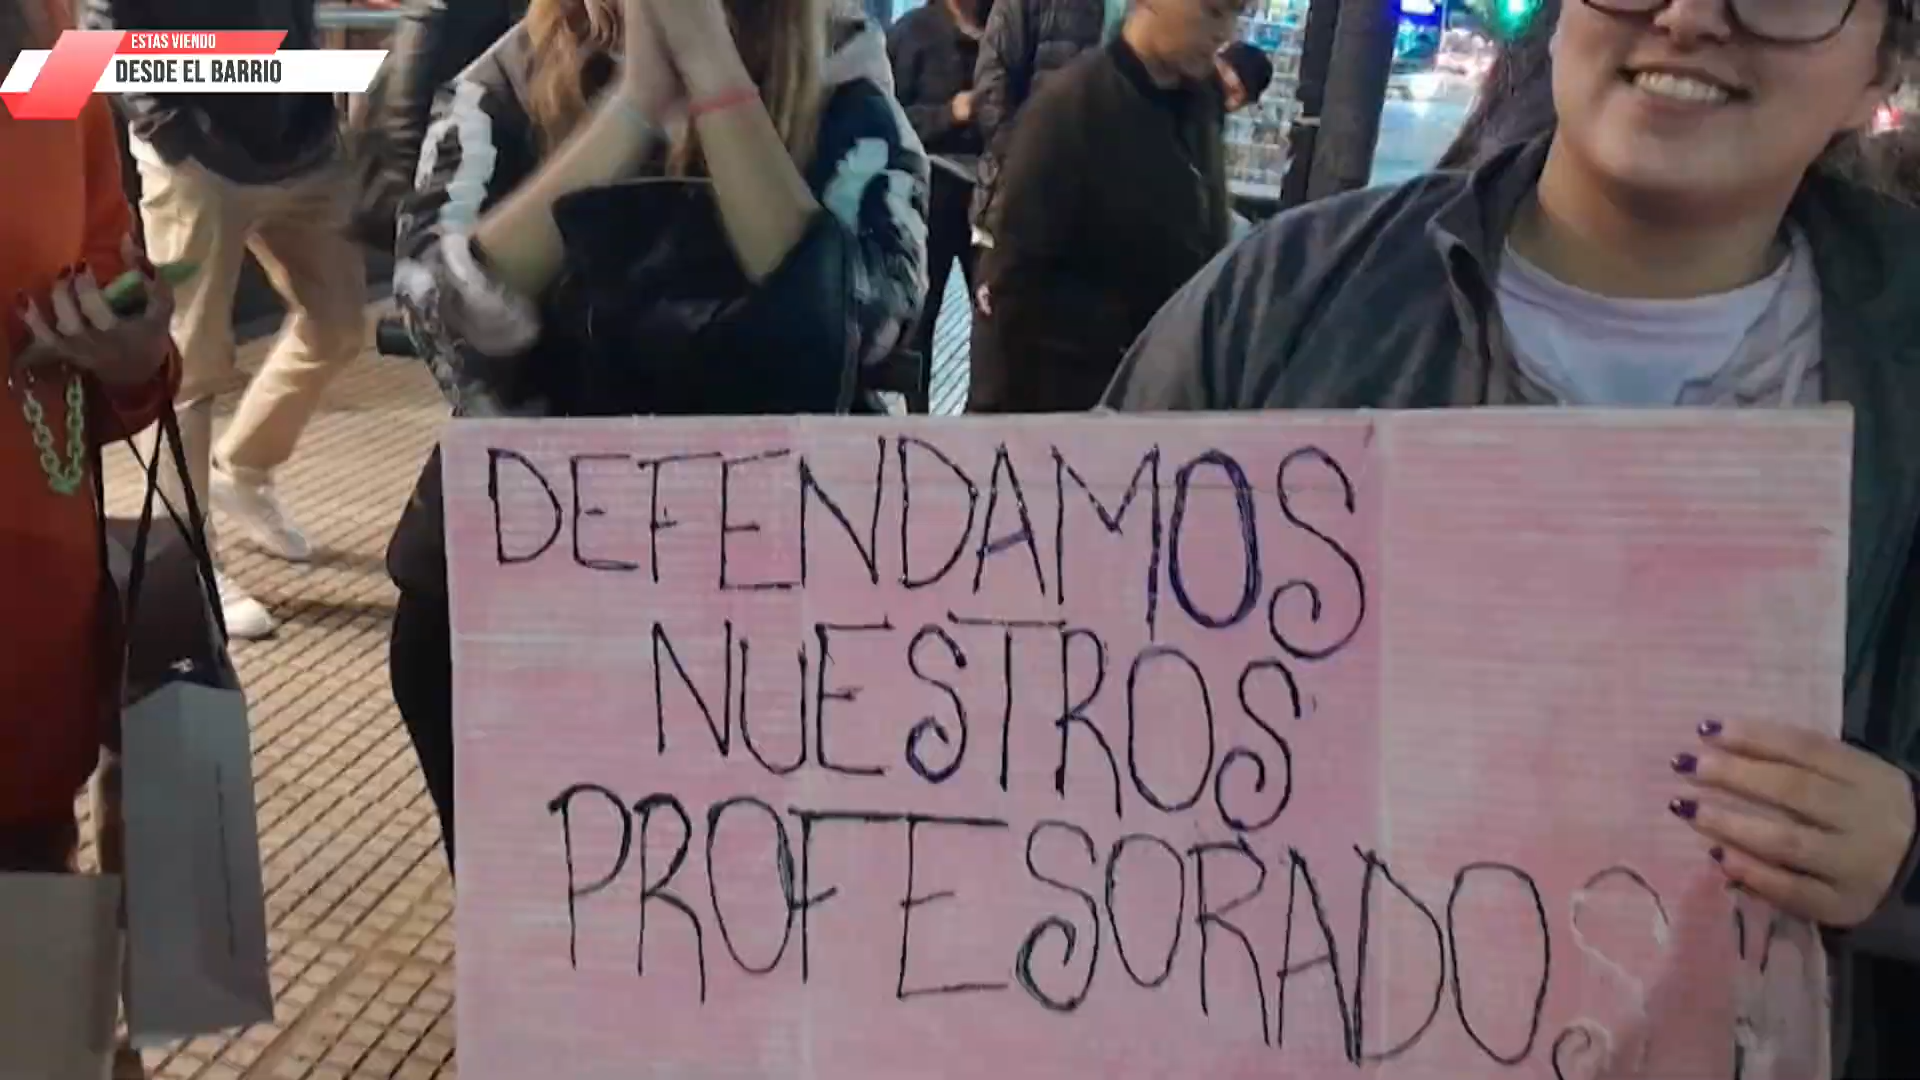 ESTAS VIENDO
DESDE EL BARRIO
DEFENDAMOS
NUESTROS
PROFESORADOS